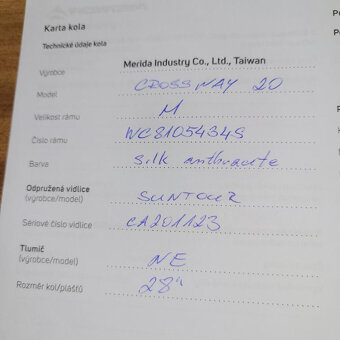 Karta kola
Technické údaje kola
Výrobce Merida Industry Co., Ltd., Taiwan
Model CROSSWAY 20
Velikost rámu M
Číslo rámu WC81054345
Barva silk anthracite
Odpružená vidlice
(výrobce/model) SUNTOUR
Sériové číslo vidlice CA201123
Tlumič
(výrobce/model) NE
Rozměr kol/plášťů 28"